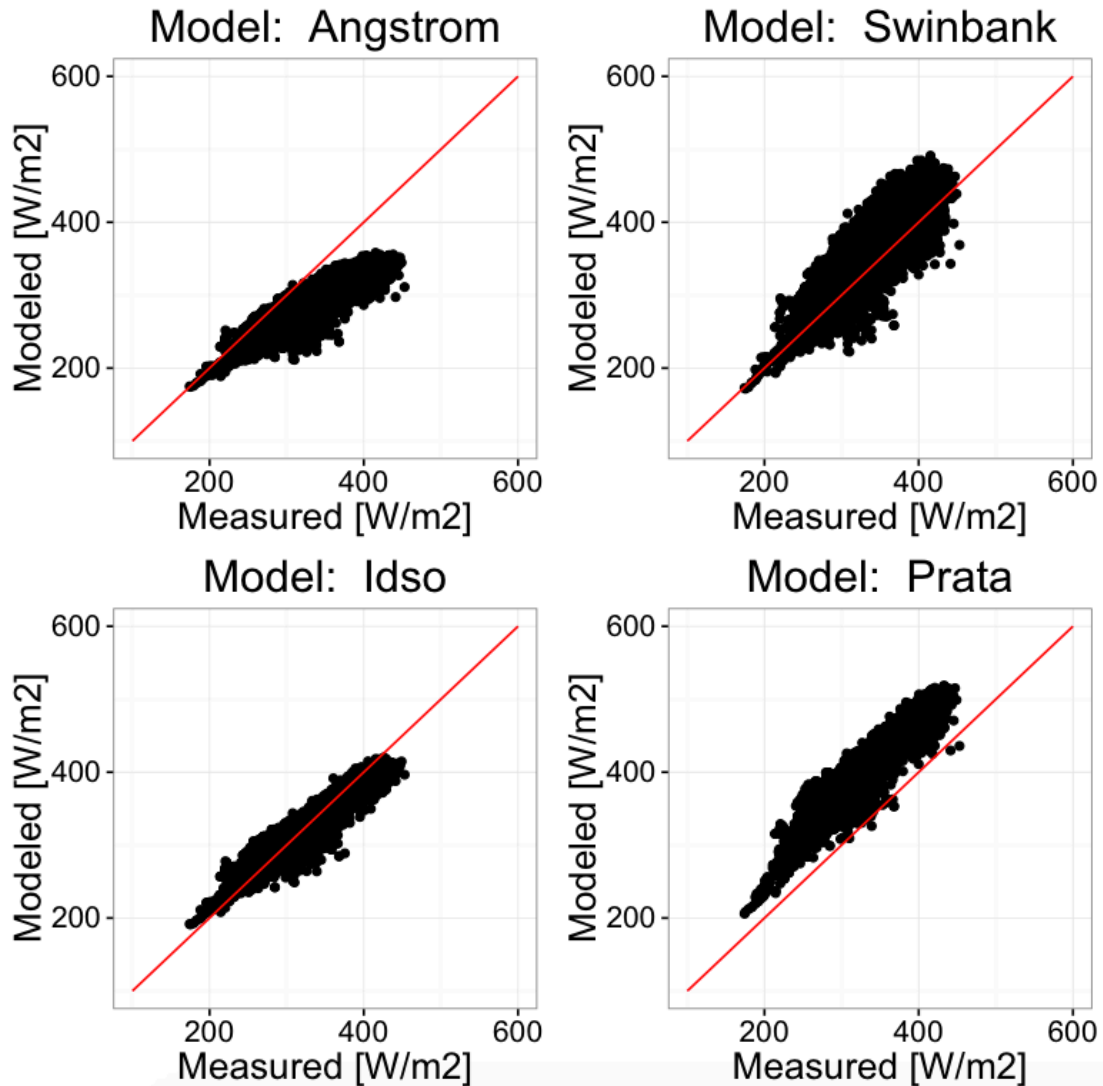 Model: Angstrom
Modeled [W/m2]
600
400
200
200 400 600
Measured [W/m2]
Model: Swinbank
Modeled [W/m2]
600
400
200
200 400 600
Measured [W/m2]
Model: Idso
Modeled [W/m2]
600
400
200
200 400 600
Measured [W/m2]
Model: Prata
Modeled [W/m2]
600
400
200
200 400 600
Measured [W/m2]